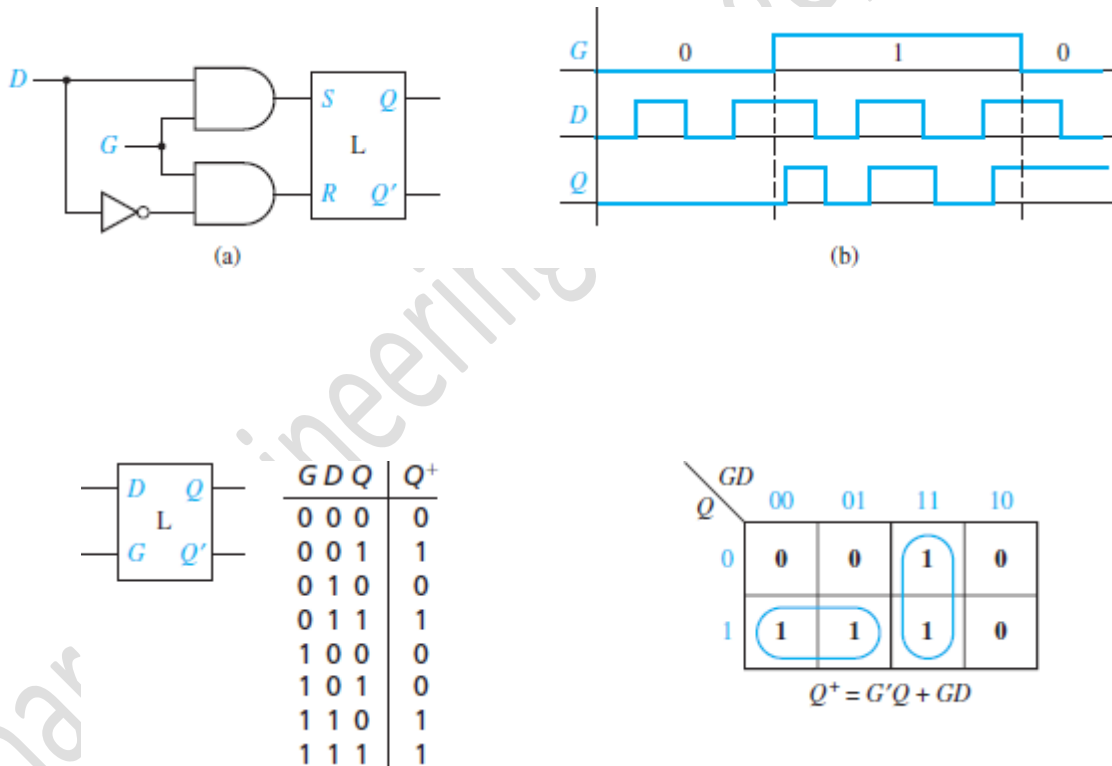 D
G
S Q
L
R Q′
(a)
G 0 1 0
D
Q
(b)
D Q
L
G Q′
G D Q Q⁺
0 0 0 0
0 0 1 1
0 1 0 0
0 1 1 1
1 0 0 0
1 0 1 0
1 1 0 1
1 1 1 1
GD
Q 00 01 11 10
0 0 0 1 0
1 1 1 1 0
Q⁺ = G′Q + GD